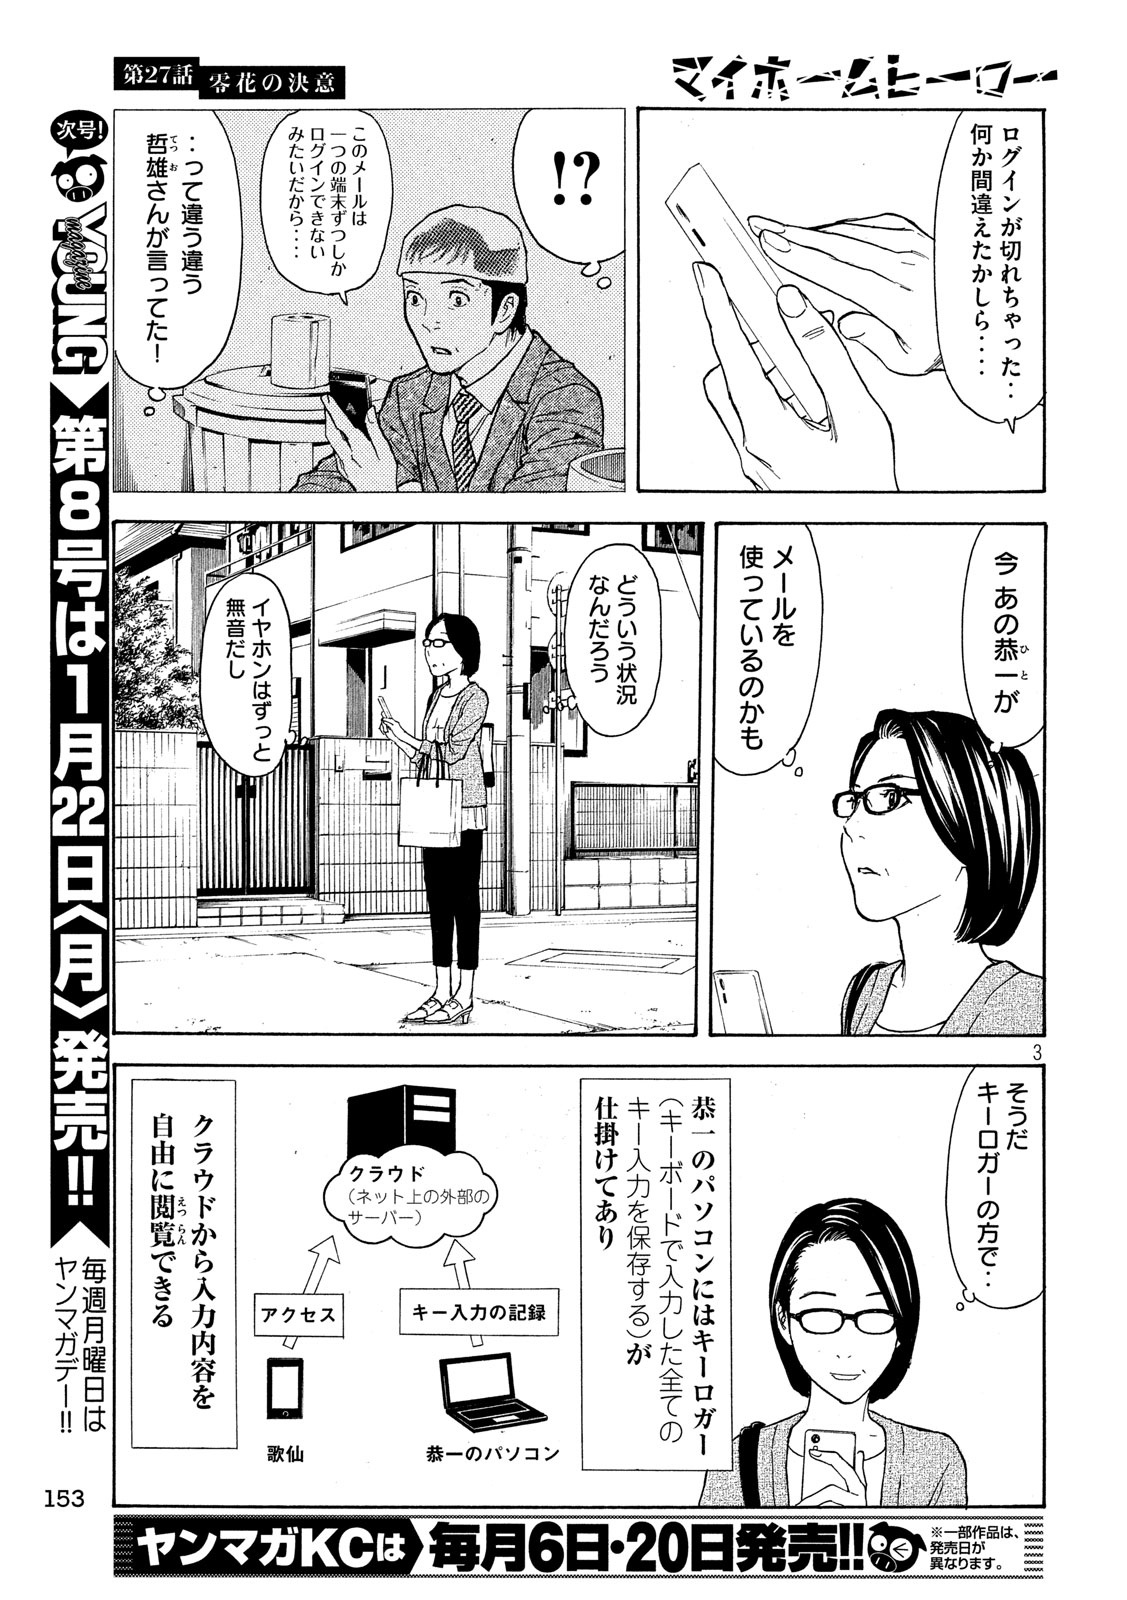 第27話
零花の決意
マイホームヒーロー
ログインが切れちゃった‥
何か間違えたかしら‥‥
!?
このメールは
一つの端末ずつしか
ログインできない
みたいだから‥‥
‥って違う違う
哲雄さんが言ってた！
てつお
今 あの恭一が
ひと
メールを
使っているのかも
どういう状況
なんだろう
イヤホンはずっと
無音だし
3
そうだ
キーロガーの方で‥
恭一のパソコンにはキーロガー
（キーボードで入力した全ての
キー入力を保存する）が
仕掛けてあり
クラウド
（ネット上の外部の
サーバー）
アクセス
キー入力の記録
歌仙
恭一のパソコン
クラウドから入力内容を
自由に閲覧できる
えつらん
次号!
YOUNG
magazine
第8号は1月22日〈月〉発売!!
毎週月曜日は
ヤンマガデー!!
153
ヤンマガKCは
毎月6日・20日発売!!
※一部作品は、
発売日が
異なります。